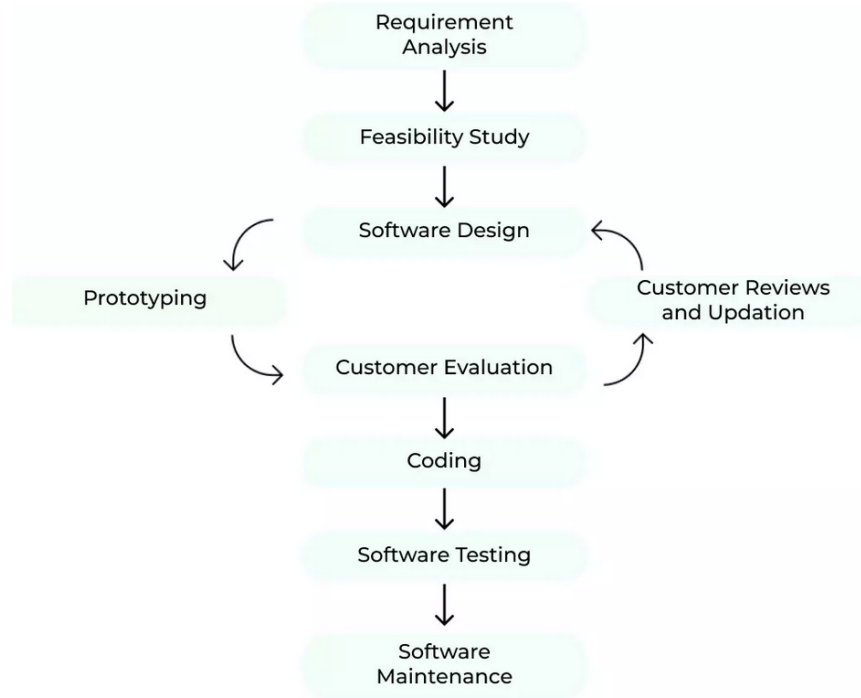 Requirement
Analysis
Feasibility Study
Software Design
Prototyping
Customer Reviews
and Updation
Customer Evaluation
Coding
Software Testing
Software
Maintenance